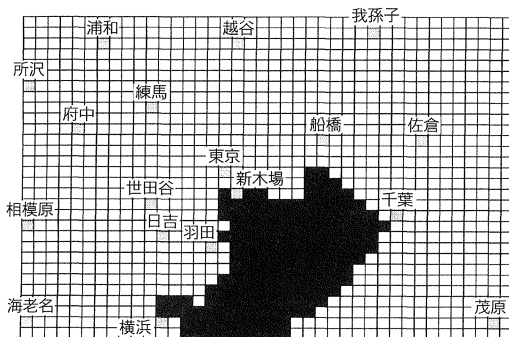 我孫子
浦和
越谷
所沢
練馬
府中
船橋
佐倉
東京
新木場
世田谷
千葉
相模原
日吉
羽田
海老名
横浜
茂原